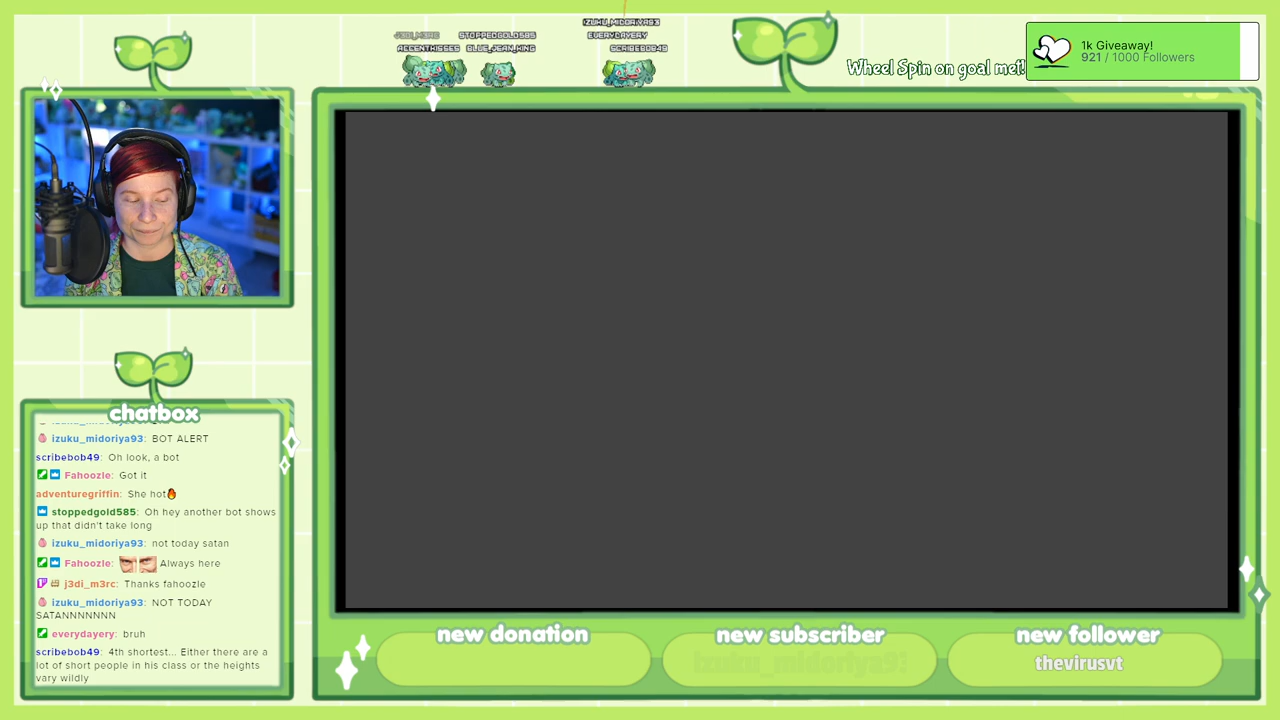 IZUKU_MIDORIYA93
J3DI_M3RC STOPPEDGOLD585 EVERYDAYERY
ACCENTMISSES BLUE_JEAN_KING SCRIBEBOB49
Wheel Spin on goal met!
1k Giveaway!
921 / 1000 Followers
chatbox
izuku_midoriya93: BOT ALERT
scribebob49: Oh look, a bot
Fahoozle: Got it
adventuregriffin: She hot🔥
stoppedgold585: Oh hey another bot shows
up that didn't take long
izuku_midoriya93: not today satan
Fahoozle: Always here
j3di_m3rc: Thanks fahoozle
izuku_midoriya93: NOT TODAY
SATANNNNNNN
everydayery: bruh
scribebob49: 4th shortest... Either there are a
lot of short people in his class or the heights
vary wildly
new donation
new subscriber
izuku_midoriya93
new follower
thevirusvt